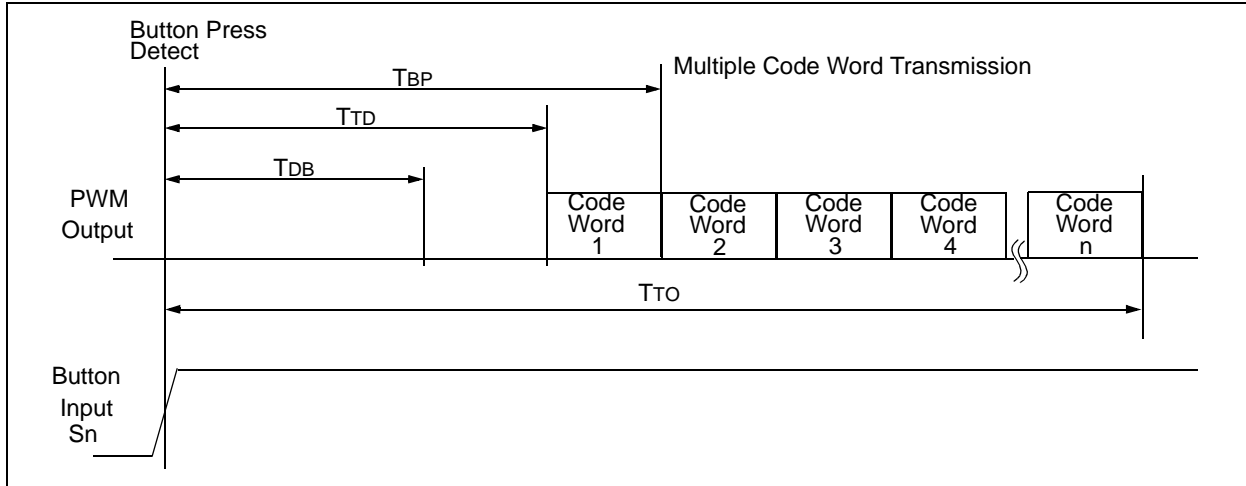 Button Press
Detect
Multiple Code Word Transmission
TBP
TTD
TDB
PWM
Output
Code
Word
1
Code
Word
2
Code
Word
3
Code
Word
4
Code
Word
n
TTO
Button
Input
Sn